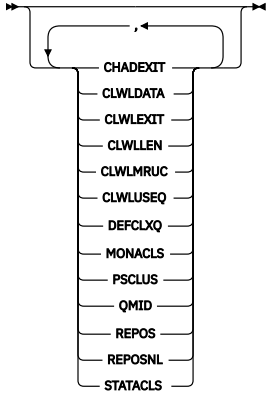 ,
CHADEXIT
CLWLDATA
CLWLEXIT
CLWLLEN
CLWLMRUC
CLWLUSEQ
DEFCLXQ
MONACLS
PSCLUS
QMID
REPOS
REPOSNL
STATACLS